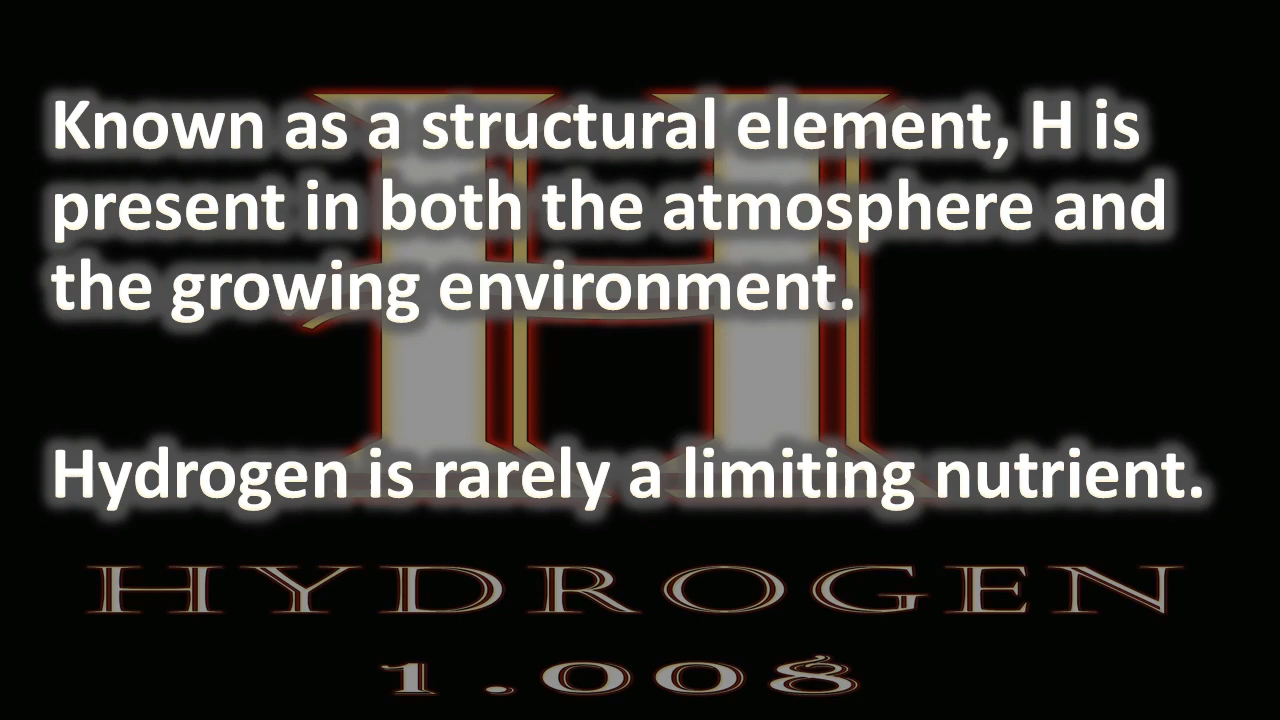 Known as a structural element, H is
present in both the atmosphere and
the growing environment.
Hydrogen is rarely a limiting nutrient.
H
HYDROGEN
1.008